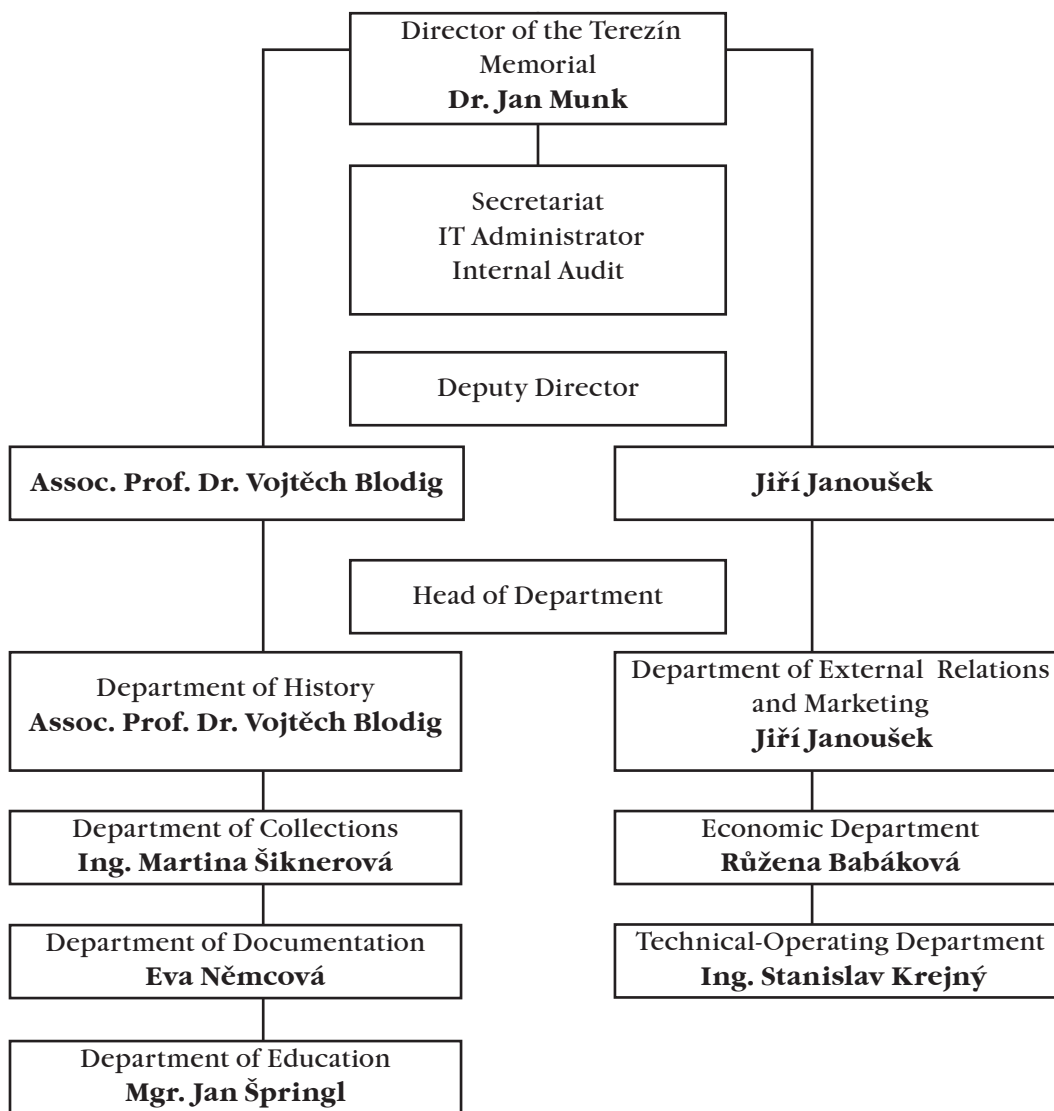 Director of the Terezín
Memorial
Dr. Jan Munk
Secretariat
IT Administrator
Internal Audit
Deputy Director
Assoc. Prof. Dr. Vojtěch Blodig
Jiří Janoušek
Head of Department
Department of History
Assoc. Prof. Dr. Vojtěch Blodig
Department of External Relations
and Marketing
Jiří Janoušek
Department of Collections
Ing. Martina Šiknerová
Economic Department
Růžena Babáková
Department of Documentation
Eva Němcová
Technical-Operating Department
Ing. Stanislav Krejný
Department of Education
Mgr. Jan Špringl